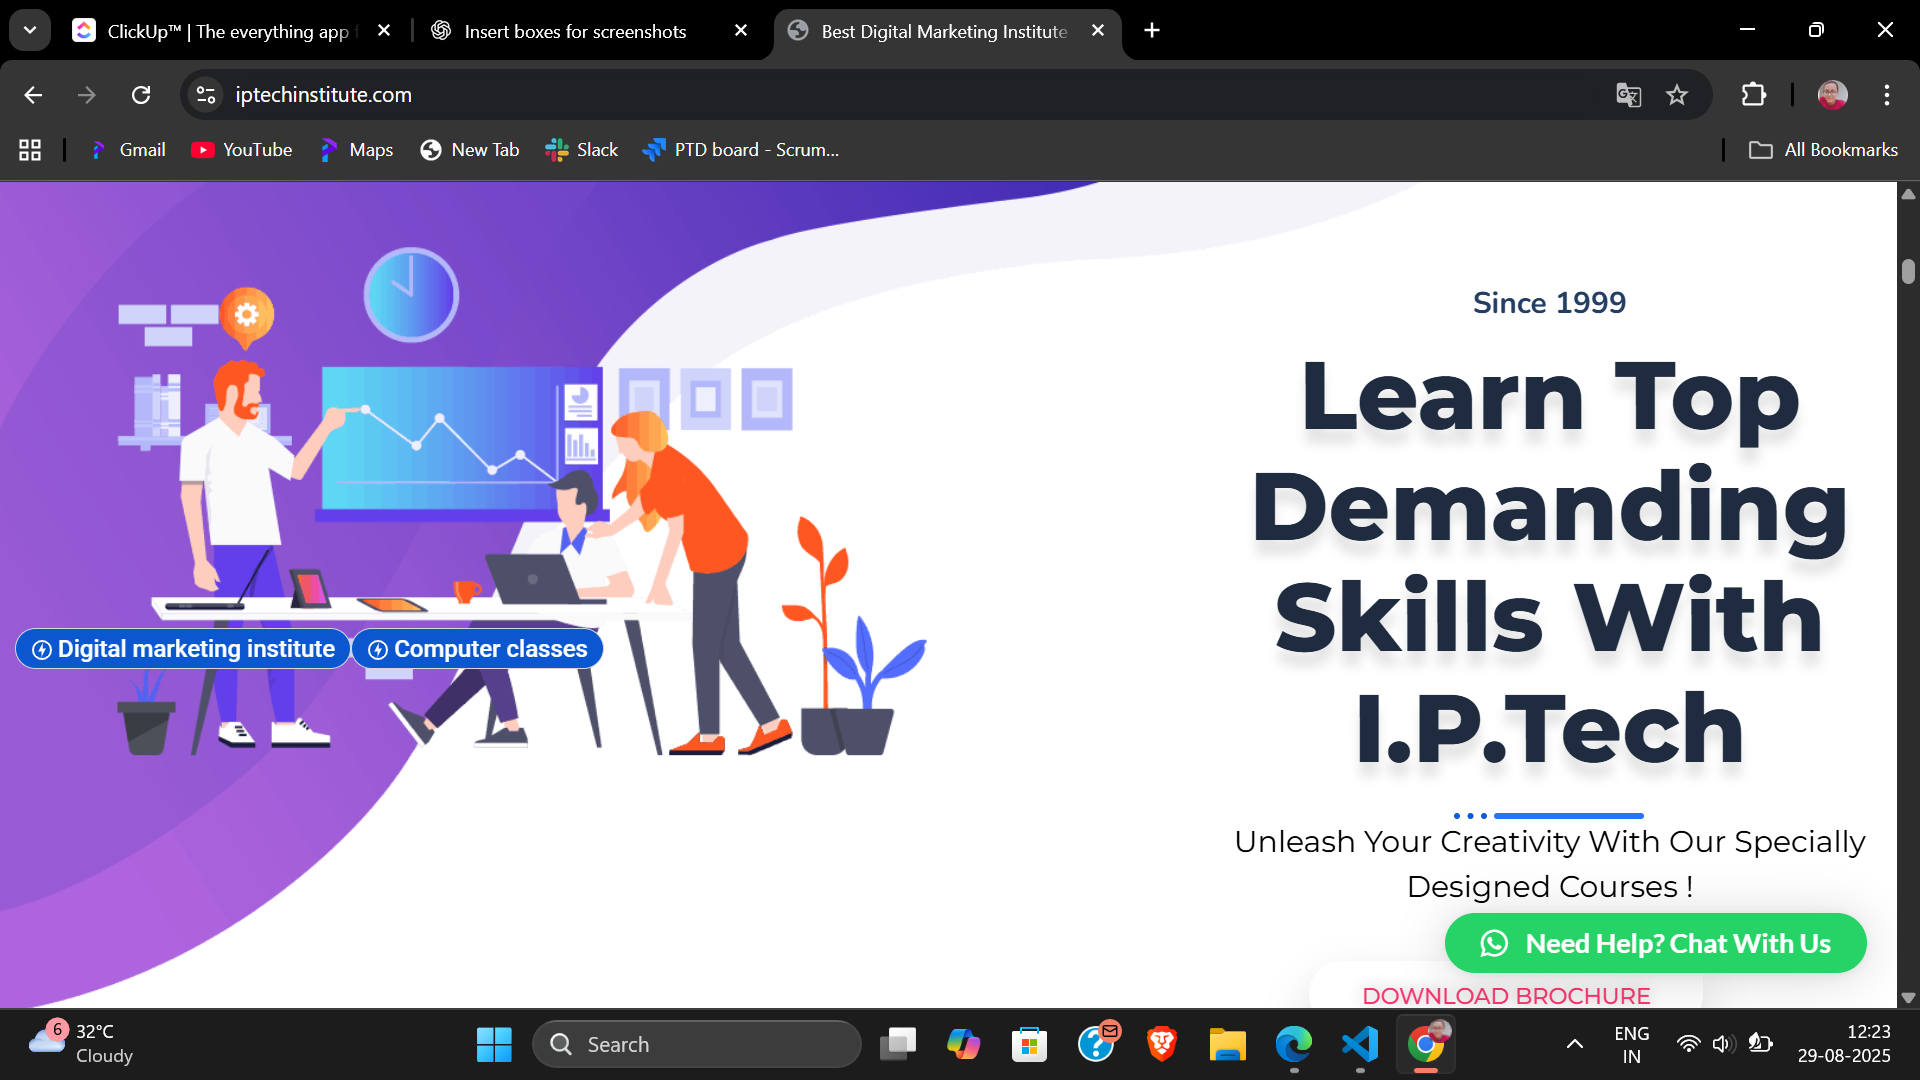 ClickUp™ | The everything app f
Insert boxes for screenshots
Best Digital Marketing Institute
iptechinstitute.com
Gmail
YouTube
Maps
New Tab
Slack
PTD board - Scrum...
All Bookmarks
Since 1999
Learn Top
Demanding
Skills With
I.P.Tech
Digital marketing institute
Computer classes
Unleash Your Creativity With Our Specially
Designed Courses !
Need Help? Chat With Us
DOWNLOAD BROCHURE
6
32°C
Cloudy
Search
ENG
IN
12:23
29-08-2025